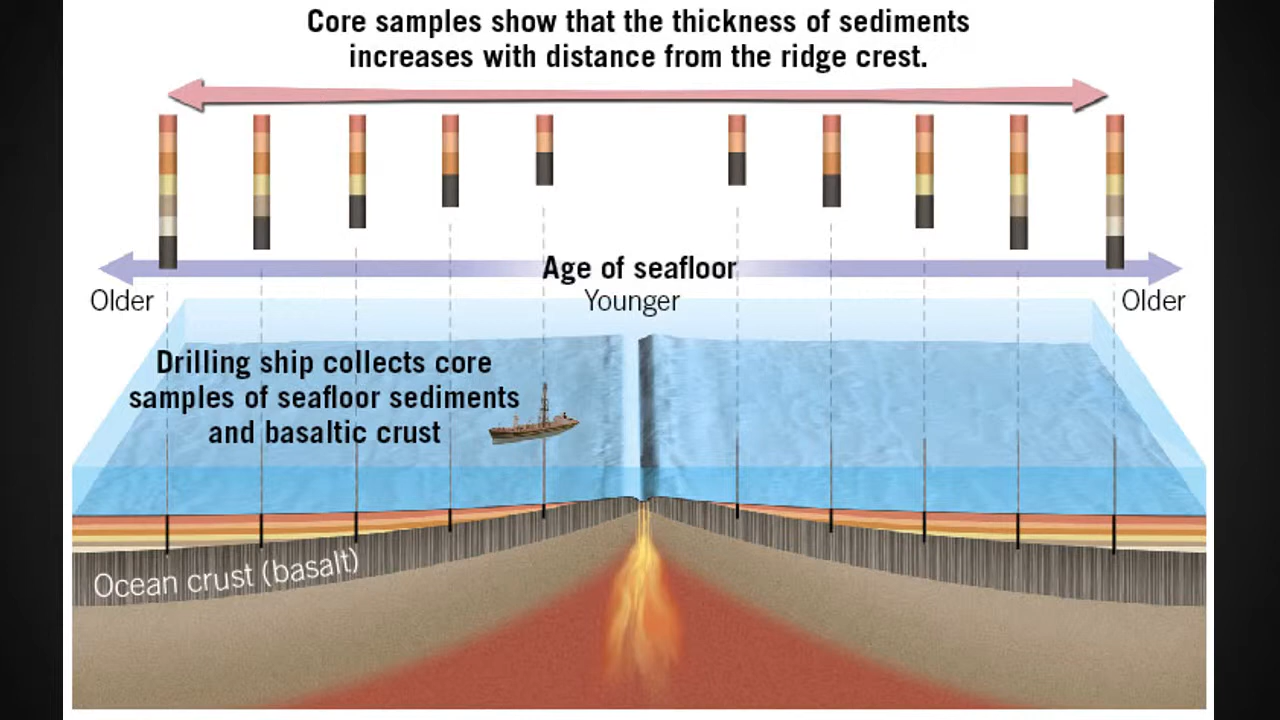 Core samples show that the thickness of sediments
increases with distance from the ridge crest.
Age of seafloor
Older
Younger
Older
Drilling ship collects core
samples of seafloor sediments
and basaltic crust
Ocean crust (basalt)